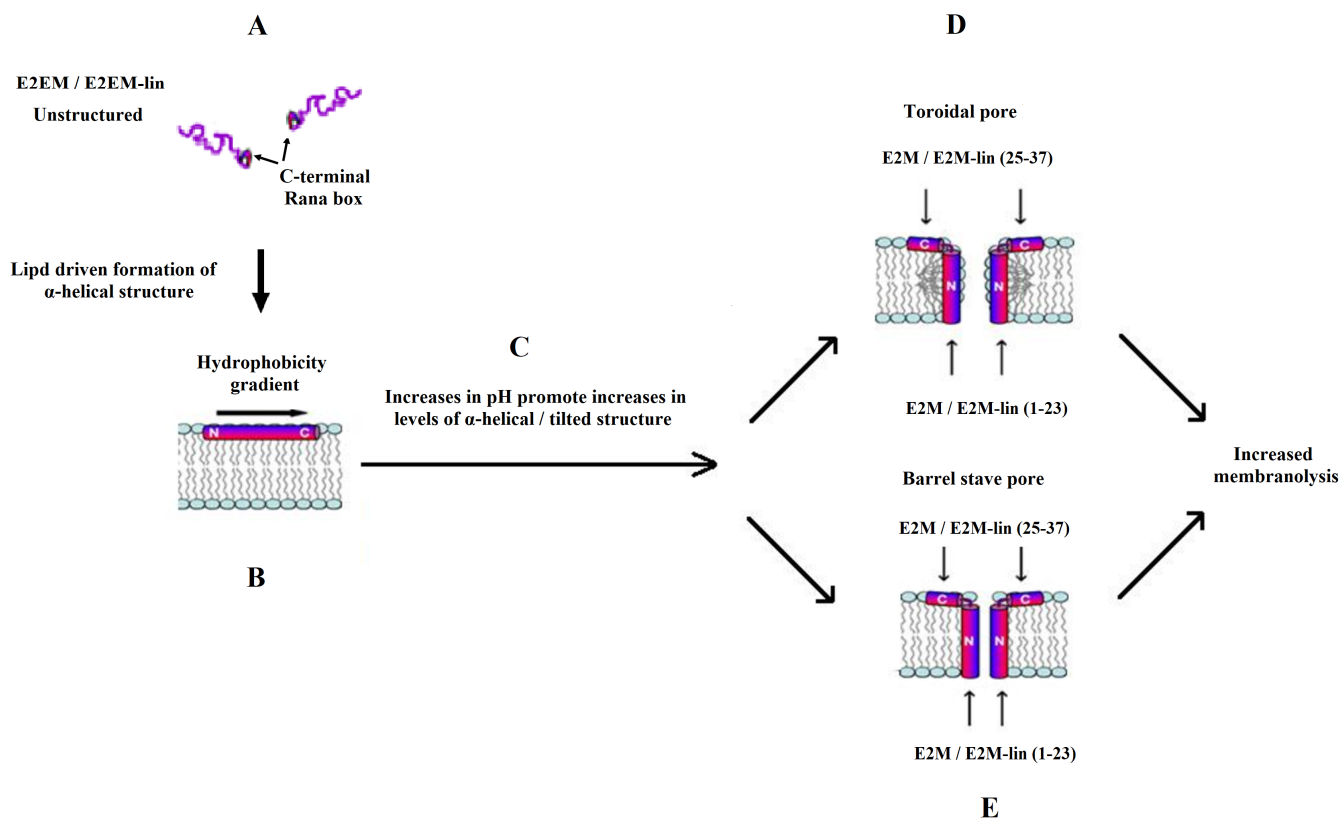 A
E2EM / E2EM-lin
Unstructured
C-terminal
Rana box
Lipd driven formation of
α-helical structure
Hydrophobicity
gradient
N
C
B
C
Increases in pH promote increases in
levels of α-helical / tilted structure
D
Toroidal pore
E2M / E2M-lin (25-37)
C
C
N
N
E2M / E2M-lin (1-23)
Barrel stave pore
E2M / E2M-lin (25-37)
C
C
N
N
E2M / E2M-lin (1-23)
E
Increased
membranolysis